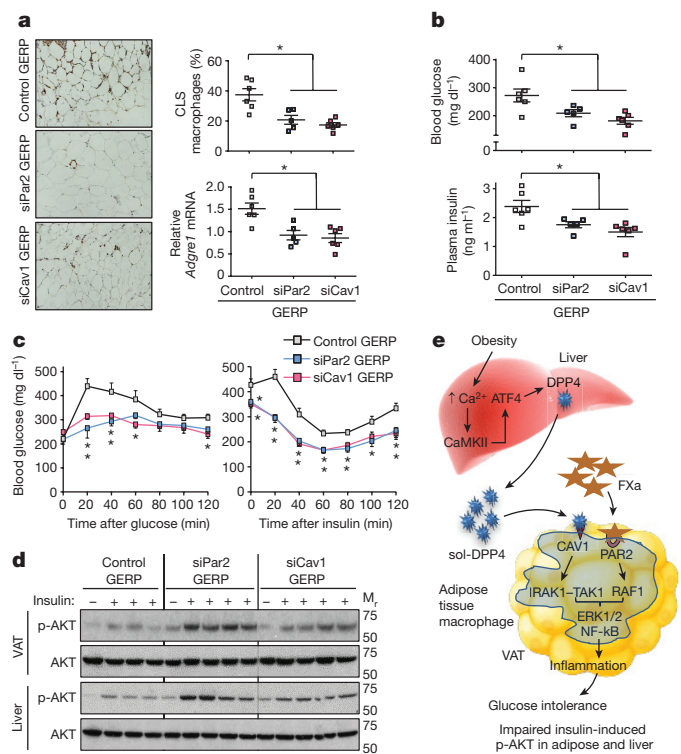 a
Control GERP
siPar2 GERP
siCav1 GERP
CLS
macrophages (%)
60
40
20
0
*
Relative
Adgre1 mRNA
2.0
1.5
1.0
0.5
0
*
Control siPar2 siCav1
GERP
b
Blood glucose
(mg dl⁻¹)
400
300
200
0
*
Plasma insulin
(ng ml⁻¹)
4
3
2
1
0
*
Control siPar2 siCav1
GERP
c
Control GERP
siPar2 GERP
siCav1 GERP
Blood glucose (mg dl⁻¹)
500
400
300
200
100
0
0 20 40 60 80 100 120
Time after glucose (min)
* * * * * *
500
400
300
200
100
0
0 20 40 60 80 100 120
Time after insulin (min)
* * * * * * * * * * * * * *
d
Control
GERP
siPar2
GERP
siCav1
GERP
Insulin: – + + + – + + + + – + + + + Mr
VAT
p-AKT 75
50
AKT 75
50
Liver
p-AKT 75
50
AKT 75
50
e
Obesity
Liver
DPP4
↑ Ca²⁺ ATF4
CaMKII
FXa
sol-DPP4
CAV1 PAR2
IRAK1–TAK1 RAF1
Adipose
tissue
macrophage
ERK1/2
NF-kB
VAT
Inflammation
Glucose intolerance
Impaired insulin-induced
p-AKT in adipose and liver